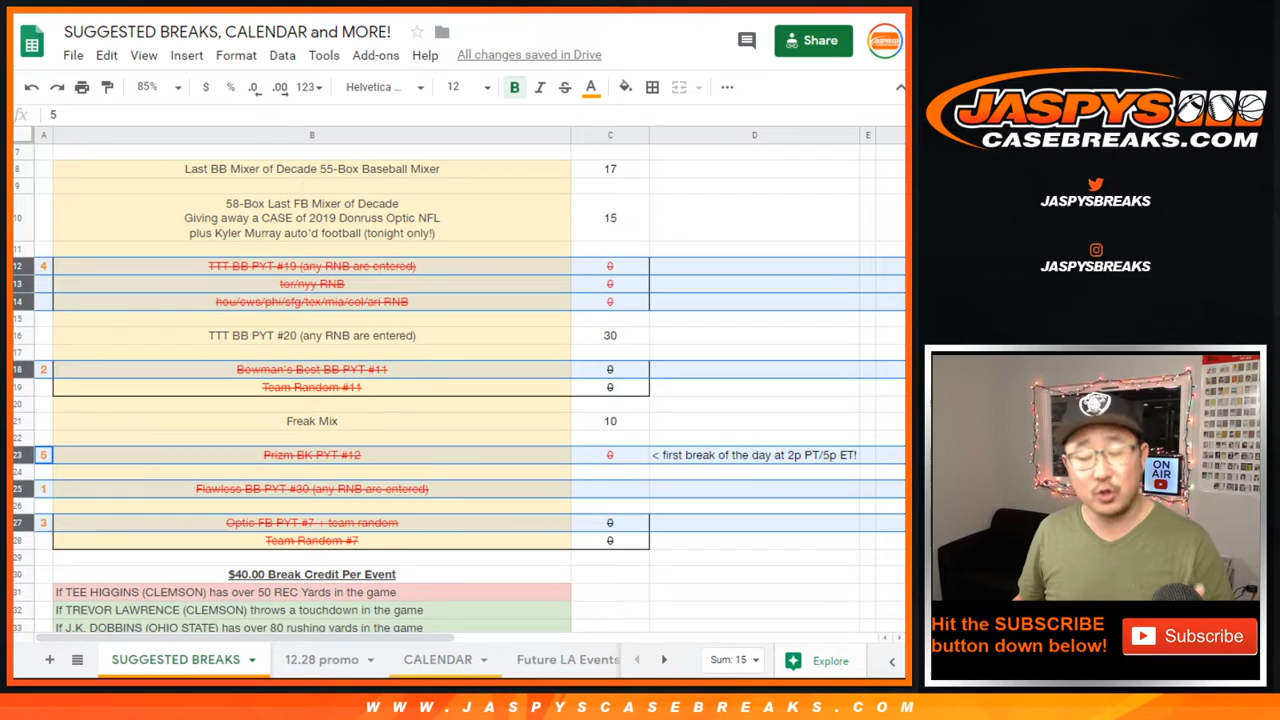 SUGGESTED BREAKS, CALENDAR and MORE!
File Edit View Insert Format Data Tools Add-ons Help All changes saved in Drive
Share
85% $ % .0 .00 123 Helvetica ... 12 B I S A
fx 5
A B C D E
7
8 Last BB Mixer of Decade 55-Box Baseball Mixer 17
9
58-Box Last FB Mixer of Decade
10 Giving away a CASE of 2019 Donruss Optic NFL 15
plus Kyler Murray auto'd football (tonight only!)
11
12 4 TTT BB PYT #19 (any RNB are entered) 0
13 tor/nyy RNB 0
14 hou/cws/phi/sfg/tex/mia/col/ari RNB 0
15
16 TTT BB PYT #20 (any RNB are entered) 30
17
18 2 Bowman's Best BB PYT #11 0
19 Team Random #11 0
20
21 Freak Mix 10
22
23 5 Prizm BK PYT #12 0 < first break of the day at 2p PT/5p ET!
24
25 1 Flawless BB PYT #30 (any RNB are entered)
26
27 3 Optic FB PYT #7 + team random 0
28 Team Random #7 0
29
30 $40.00 Break Credit Per Event
31 If TEE HIGGINS (CLEMSON) has over 50 REC Yards in the game
32 If TREVOR LAWRENCE (CLEMSON) throws a touchdown in the game
33 If J.K. DOBBINS (OHIO STATE) has over 80 rushing yards in the game
SUGGESTED BREAKS 12.28 promo CALENDAR Future LA Events Sum: 15 Explore
JASPYS
CASEBREAKS.COM
JASPYSBREAKS
JASPYSBREAKS
ON
AIR
Hit the SUBSCRIBE
button down below!
Subscribe
WWW.JASPYSCASEBREAKS.COM